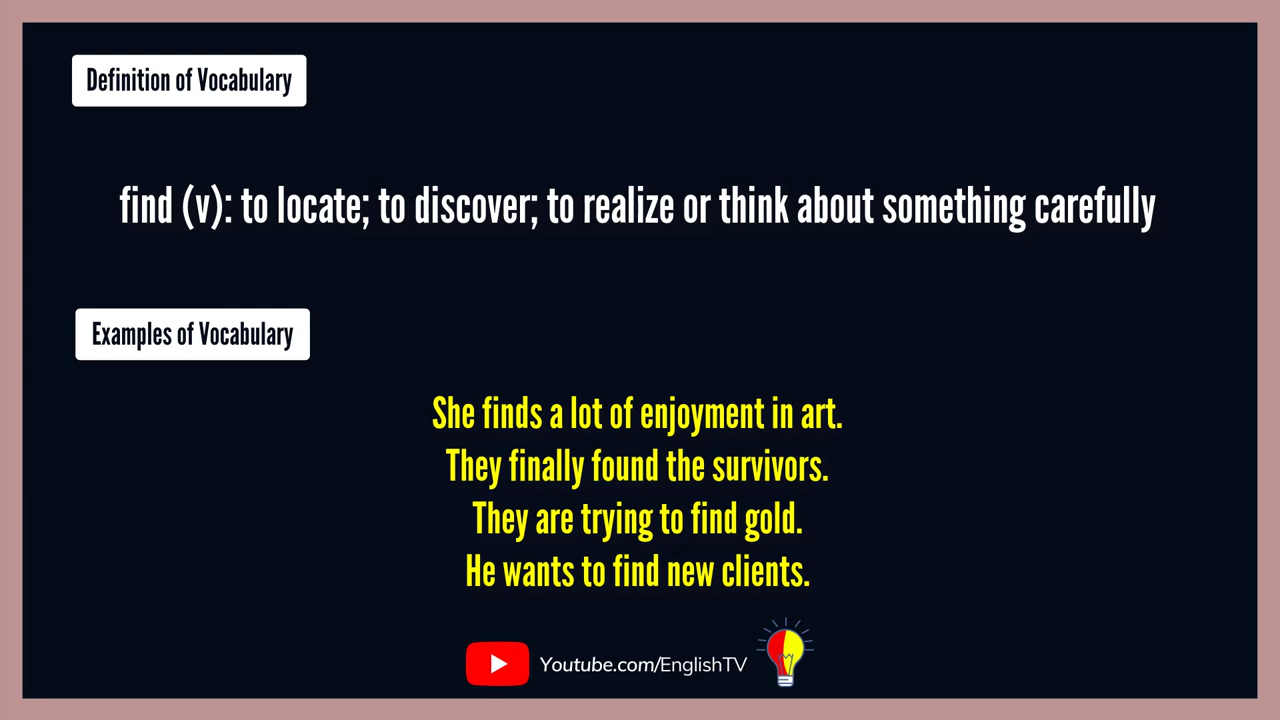 Definition of Vocabulary
find (v): to locate; to discover; to realize or think about something carefully
Examples of Vocabulary
She finds a lot of enjoyment in art.
They finally found the survivors.
They are trying to find gold.
He wants to find new clients.
Youtube.com/EnglishTV